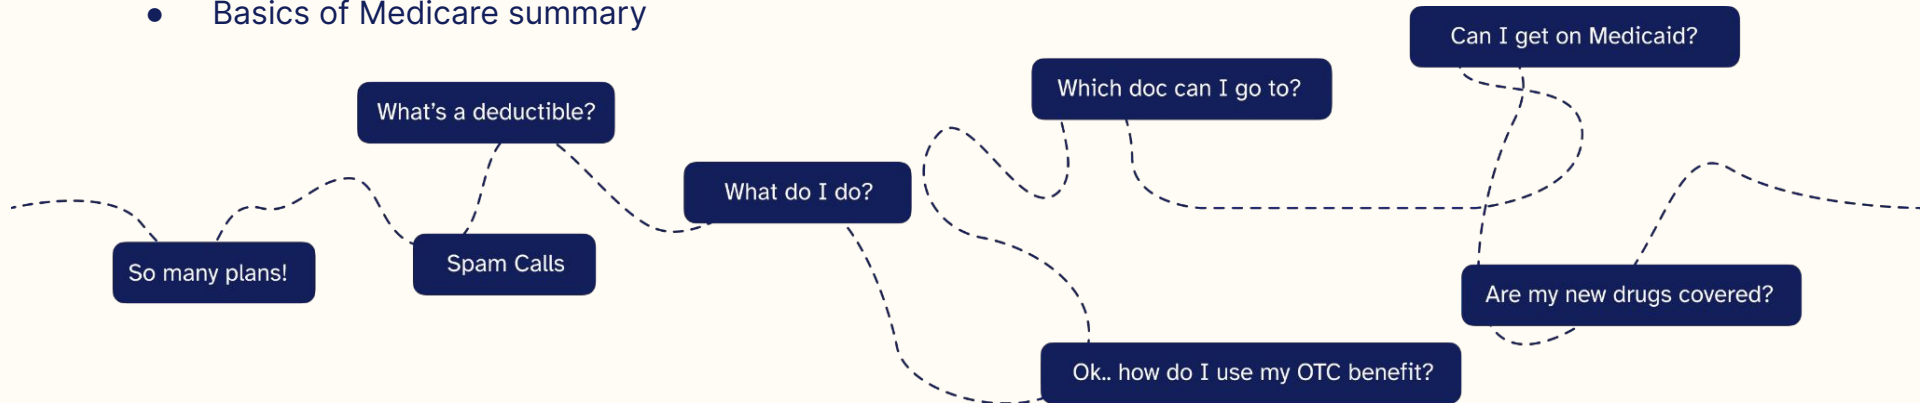 ● Basics of Medicare summary
Can I get on Medicaid?
Which doc can I go to?
What's a deductible?
What do I do?
So many plans!
Spam Calls
Are my new drugs covered?
Ok.. how do I use my OTC benefit?